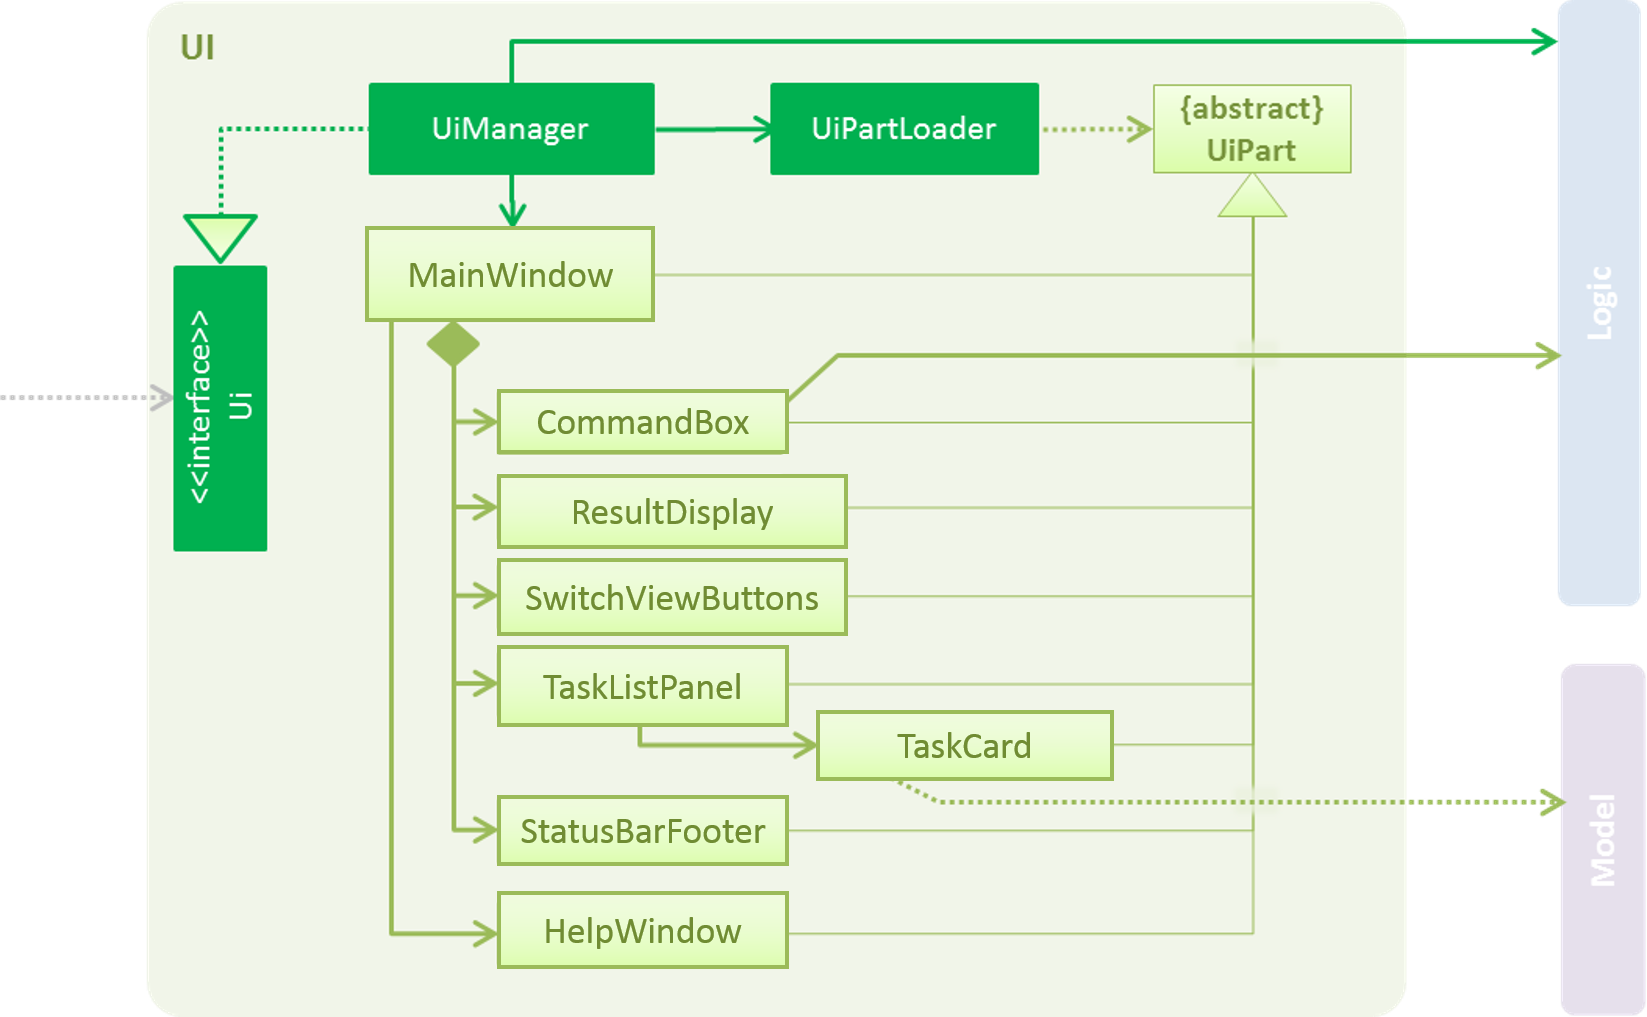 UI
UiManager
UiPartLoader
{abstract}
UiPart
MainWindow
<<interface>>
Ui
CommandBox
ResultDisplay
SwitchViewButtons
TaskListPanel
TaskCard
StatusBarFooter
HelpWindow
Logic
Model